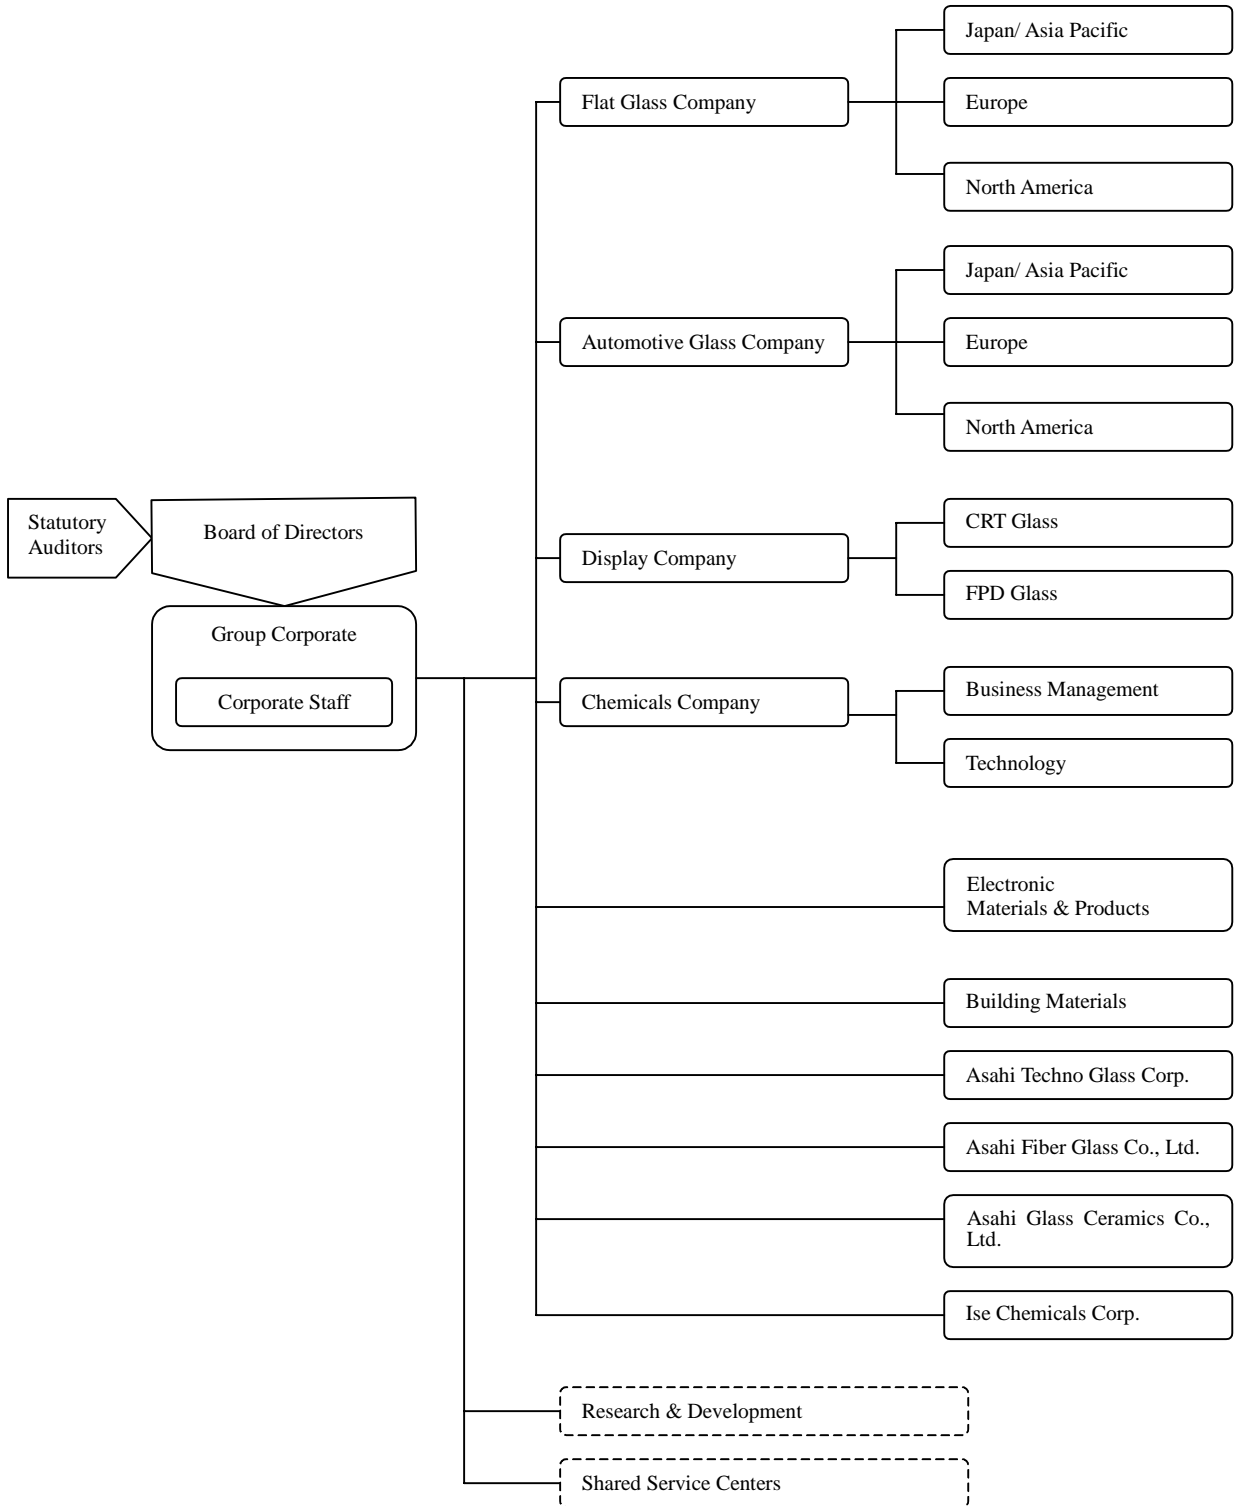 Japan/ Asia Pacific
Flat Glass Company
Europe
North America
Japan/ Asia Pacific
Automotive Glass Company
Europe
North America
Statutory
Auditors
Board of Directors
CRT Glass
Display Company
FPD Glass
Group Corporate
Corporate Staff
Chemicals Company
Business Management
Technology
Electronic
Materials & Products
Building Materials
Asahi Techno Glass Corp.
Asahi Fiber Glass Co., Ltd.
Asahi Glass Ceramics Co.,
Ltd.
Ise Chemicals Corp.
Research & Development
Shared Service Centers